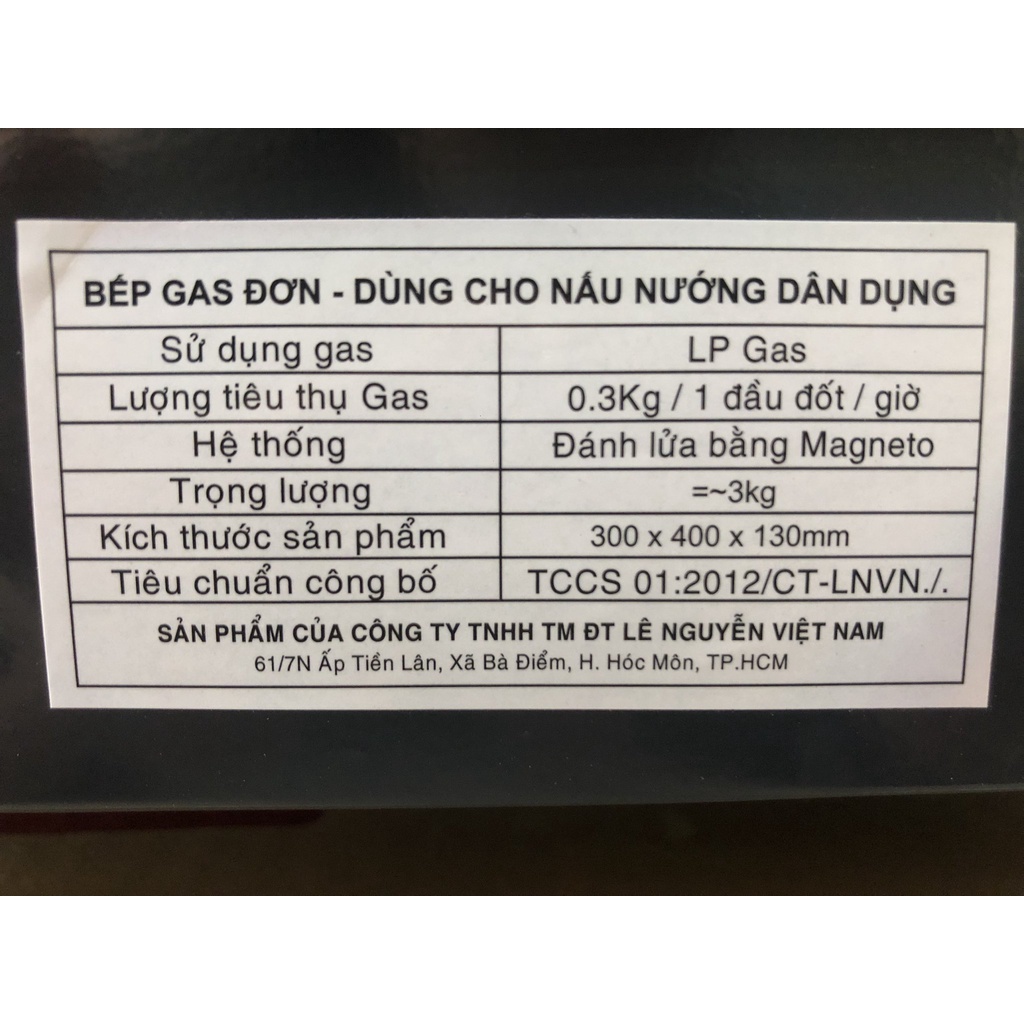 BẾP GAS ĐƠN - DÙNG CHO NẤU NƯỚNG DÂN DỤNG
Sử dụng gas LP Gas
Lượng tiêu thụ Gas 0.3Kg / 1 đầu đốt / giờ
Hệ thống Đánh lửa bằng Magneto
Trọng lượng =~3kg
Kích thước sản phẩm 300 x 400 x 130mm
Tiêu chuẩn công bố TCCS 01:2012/CT-LNVN./.
SẢN PHẨM CỦA CÔNG TY TNHH TM ĐT LÊ NGUYỄN VIỆT NAM
61/7N Ấp Tiền Lân, Xã Bà Điểm, H. Hóc Môn, TP.HCM